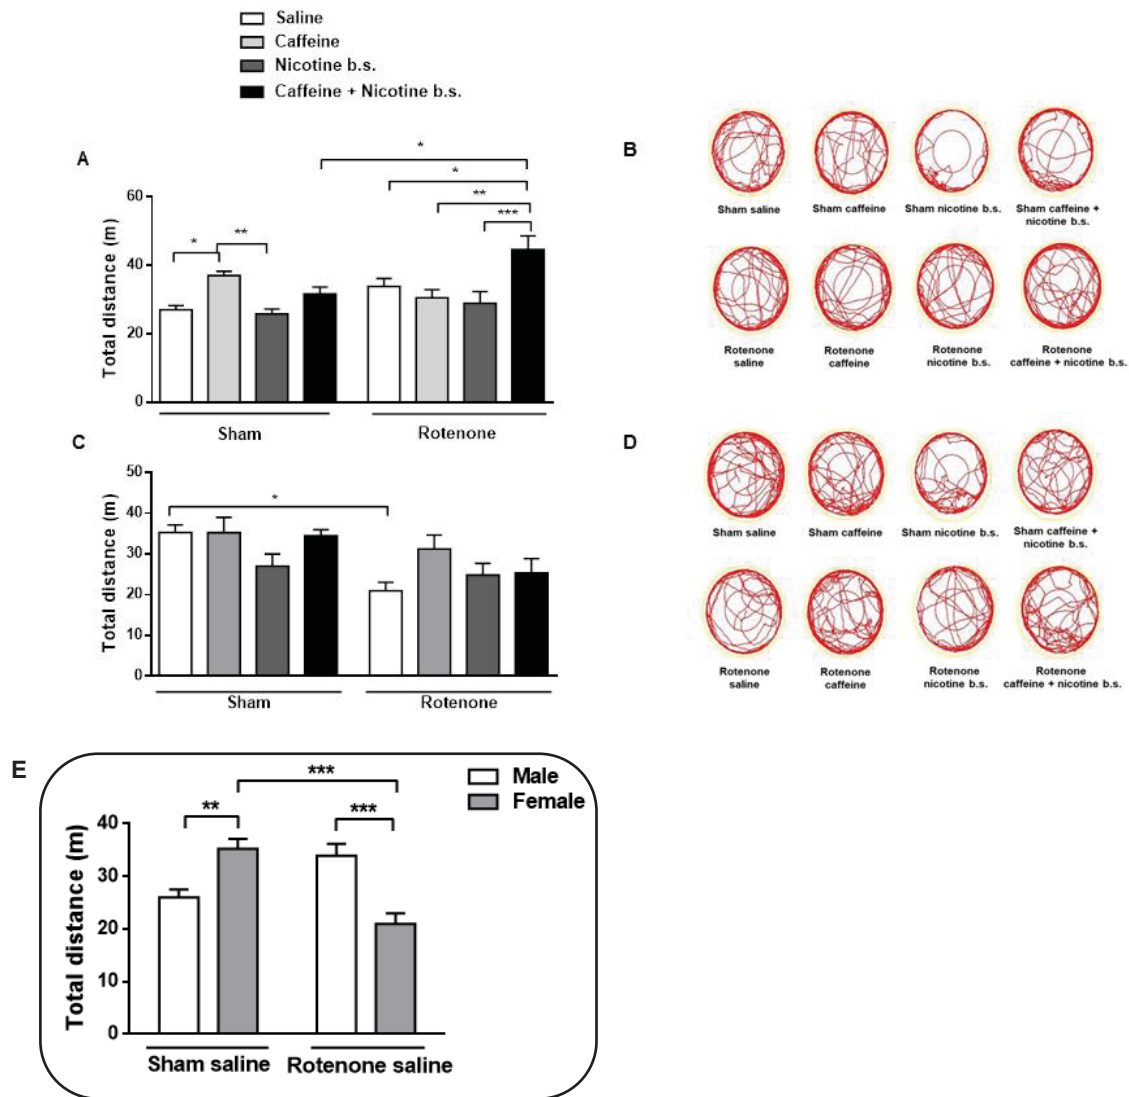 Saline
Caffeine
Nicotine b.s.
Caffeine + Nicotine b.s.
A
Total distance (m)
60
40
20
0
*
**
*
*
**
***
Sham
Rotenone
B
Sham saline
Sham caffeine
Sham nicotine b.s.
Sham caffeine +
nicotine b.s.
Rotenone
saline
Rotenone
caffeine
Rotenone
nicotine b.s.
Rotenone
caffeine + nicotine b.s.
C
Total distance (m)
50
40
30
20
10
0
*
Sham
Rotenone
D
Sham saline
Sham caffeine
Sham nicotine b.s.
Sham caffeine +
nicotine b.s.
Rotenone
saline
Rotenone
caffeine
Rotenone
nicotine b.s.
Rotenone
caffeine + nicotine b.s.
E
Male
Female
Total distance (m)
40
30
20
10
0
**
***
***
Sham saline
Rotenone saline